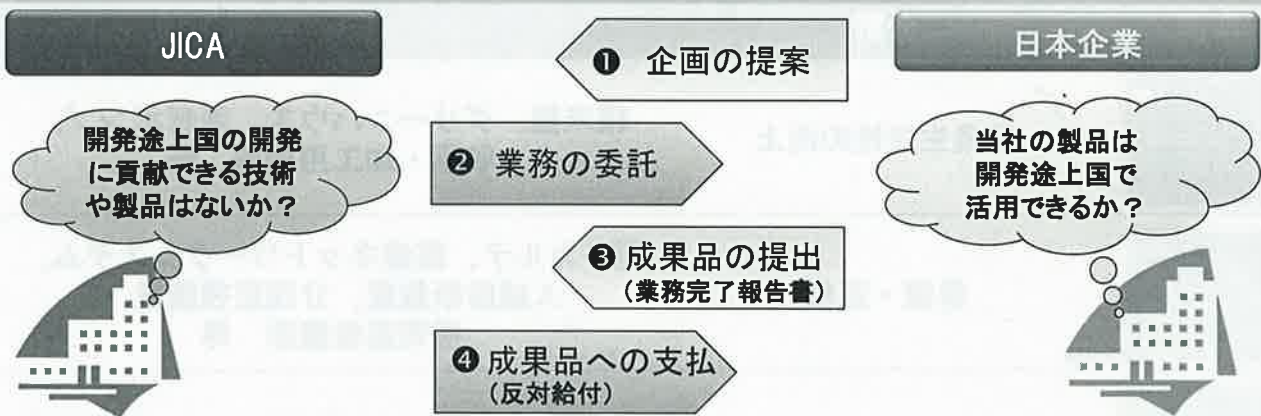 JICA
❶ 企画の提案
日本企業
開発途上国の開発
に貢献できる技術
や製品はないか？
❷ 業務の委託
当社の製品は
開発途上国で
活用できるか？
❸ 成果品の提出
（業務完了報告書）
❹ 成果品への支払
（反対給付）